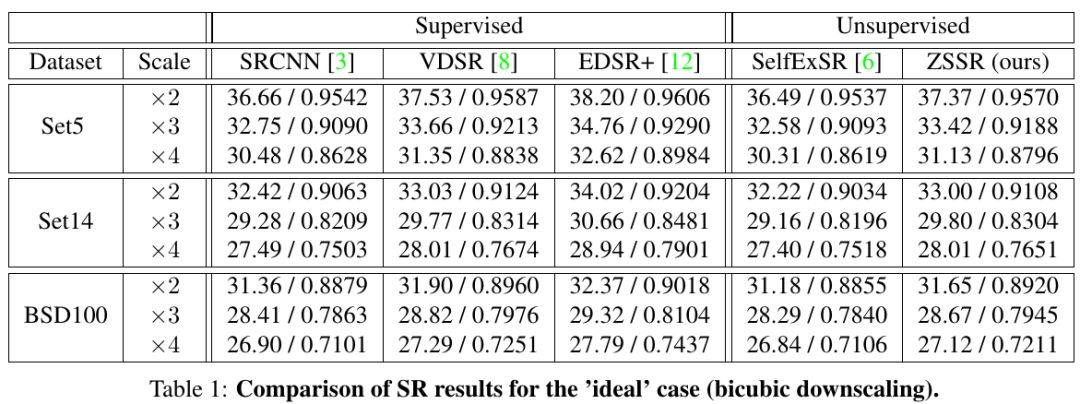 Supervised Unsupervised
Dataset Scale SRCNN [3] VDSR [8] EDSR+ [12] SelfExSR [6] ZSSR (ours)
×2 36.66 / 0.9542 37.53 / 0.9587 38.20 / 0.9606 36.49 / 0.9537 37.37 / 0.9570
Set5 ×3 32.75 / 0.9090 33.66 / 0.9213 34.76 / 0.9290 32.58 / 0.9093 33.42 / 0.9188
×4 30.48 / 0.8628 31.35 / 0.8838 32.62 / 0.8984 30.31 / 0.8619 31.13 / 0.8796
×2 32.42 / 0.9063 33.03 / 0.9124 34.02 / 0.9204 32.22 / 0.9034 33.00 / 0.9108
Set14 ×3 29.28 / 0.8209 29.77 / 0.8314 30.66 / 0.8481 29.16 / 0.8196 29.80 / 0.8304
×4 27.49 / 0.7503 28.01 / 0.7674 28.94 / 0.7901 27.40 / 0.7518 28.01 / 0.7651
×2 31.36 / 0.8879 31.90 / 0.8960 32.37 / 0.9018 31.18 / 0.8855 31.65 / 0.8920
BSD100 ×3 28.41 / 0.7863 28.82 / 0.7976 29.32 / 0.8104 28.29 / 0.7840 28.67 / 0.7945
×4 26.90 / 0.7101 27.29 / 0.7251 27.79 / 0.7437 26.84 / 0.7106 27.12 / 0.7211
Table 1: Comparison of SR results for the ’ideal’ case (bicubic downscaling).